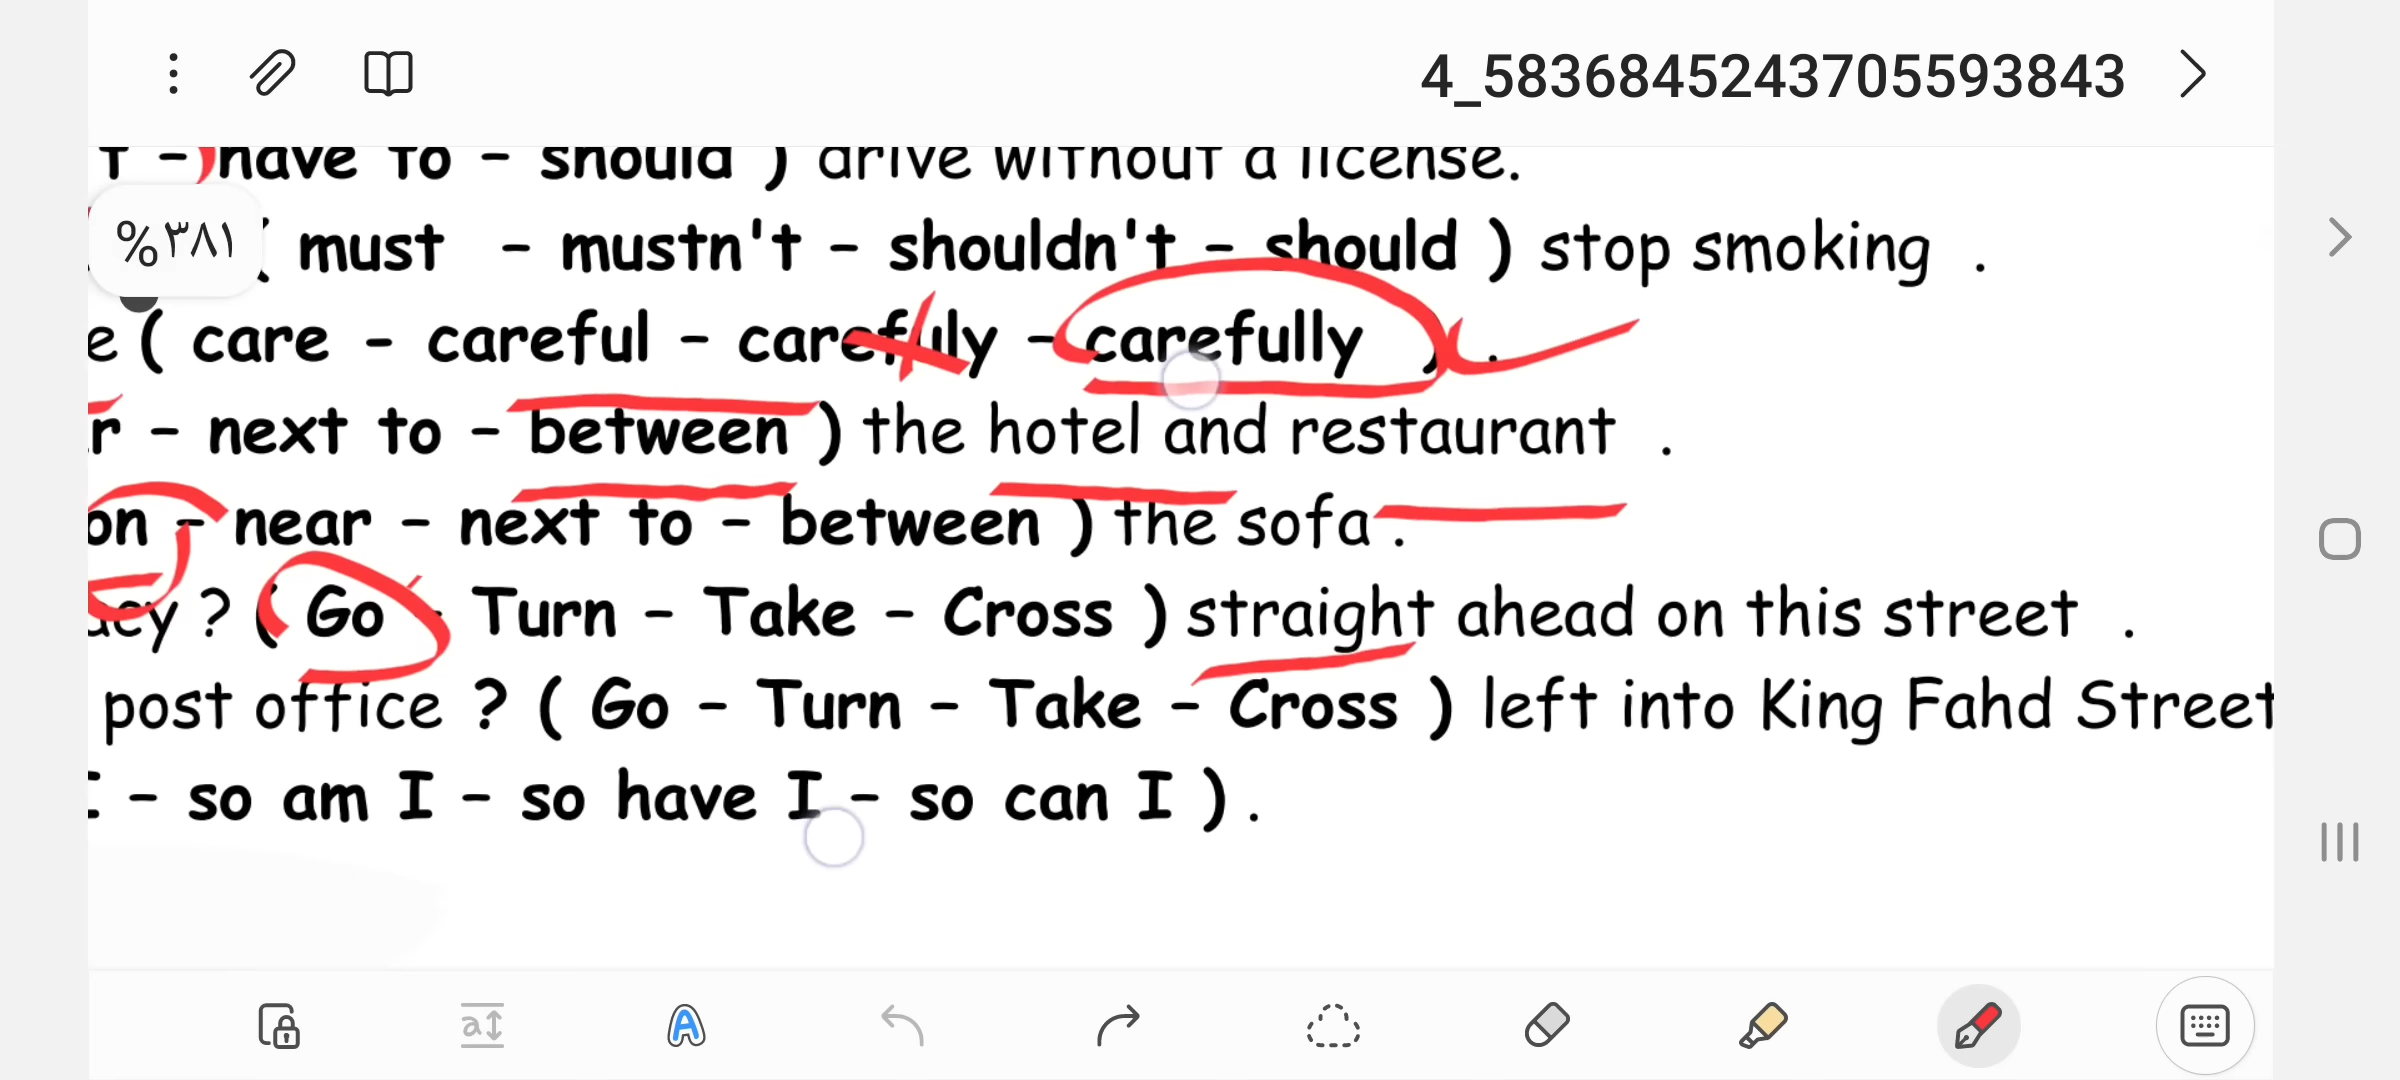 4_5836845243705593843
t - have to - should ) drive without a license.
%٣٨١
( must - mustn't - shouldn't - should ) stop smoking .
e ( care - careful - carefuly - carefully ) .
r - next to - between ) the hotel and restaurant .
on - near - next to - between ) the sofa .
acy ? ( Go - Turn - Take - Cross ) straight ahead on this street .
post office ? ( Go - Turn - Take - Cross ) left into King Fahd Street
I - so am I - so have I - so can I ) .